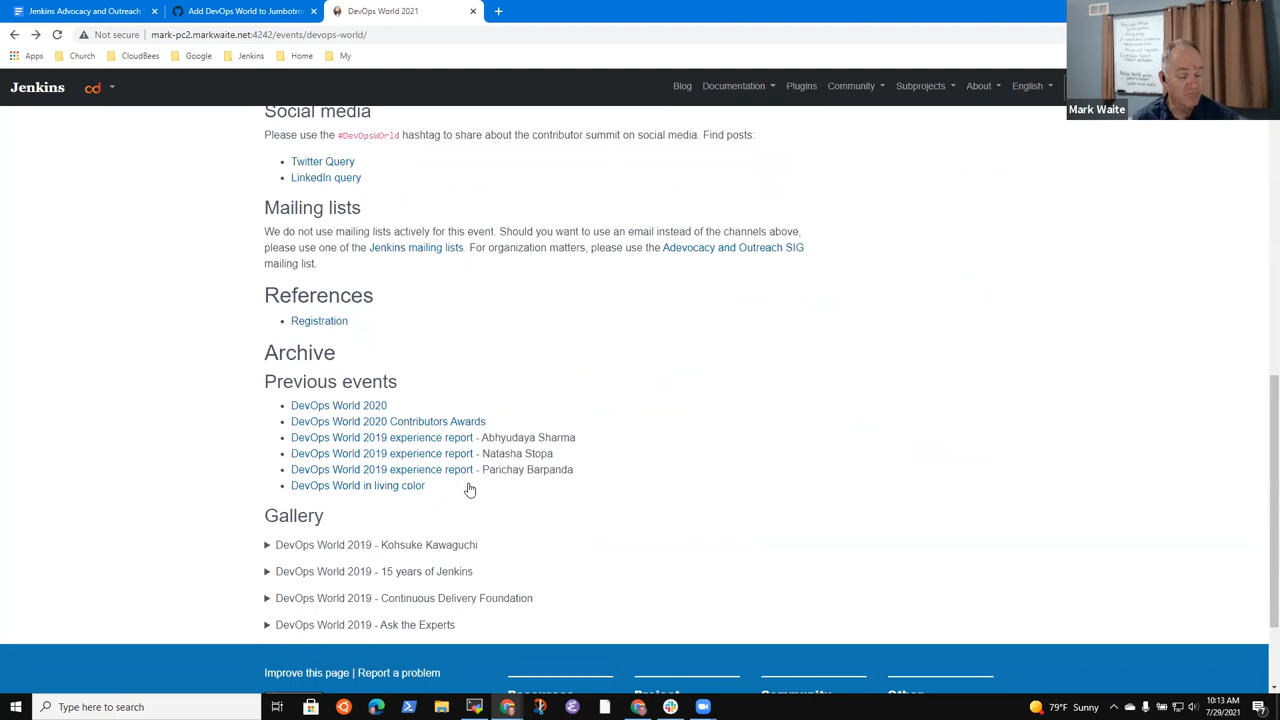 Jenkins Advocacy and Outreach S
Add DevOps World to Jumbotro
DevOps World 2021
Not secure
mark-pc2.markwaite.net:4242/events/devops-world/
Apps
Church
CloudBees
Google
Jenkins
Home
My
Mark Waite
Jenkins
cd
Blog
Documentation
Plugins
Community
Subprojects
About
English
Social media
Please use the #DevOpsWOrld hashtag to share about the contributor summit on social media. Find posts:
• Twitter Query
• LinkedIn query
Mailing lists
We do not use mailing lists actively for this event. Should you want to use an email instead of the channels above,
please use one of the Jenkins mailing lists. For organization matters, please use the Adevocacy and Outreach SIG
mailing list.
References
• Registration
Archive
Previous events
• DevOps World 2020
• DevOps World 2020 Contributors Awards
• DevOps World 2019 experience report - Abhyudaya Sharma
• DevOps World 2019 experience report - Natasha Stopa
• DevOps World 2019 experience report - Parichay Barpanda
• DevOps World in living color
Gallery
DevOps World 2019 - Kohsuke Kawaguchi
DevOps World 2019 - 15 years of Jenkins
DevOps World 2019 - Continuous Delivery Foundation
DevOps World 2019 - Ask the Experts
Improve this page | Report a problem
Resources
Project
Community
Other
Type here to search
79°F Sunny
10:13 AM
7/29/2021